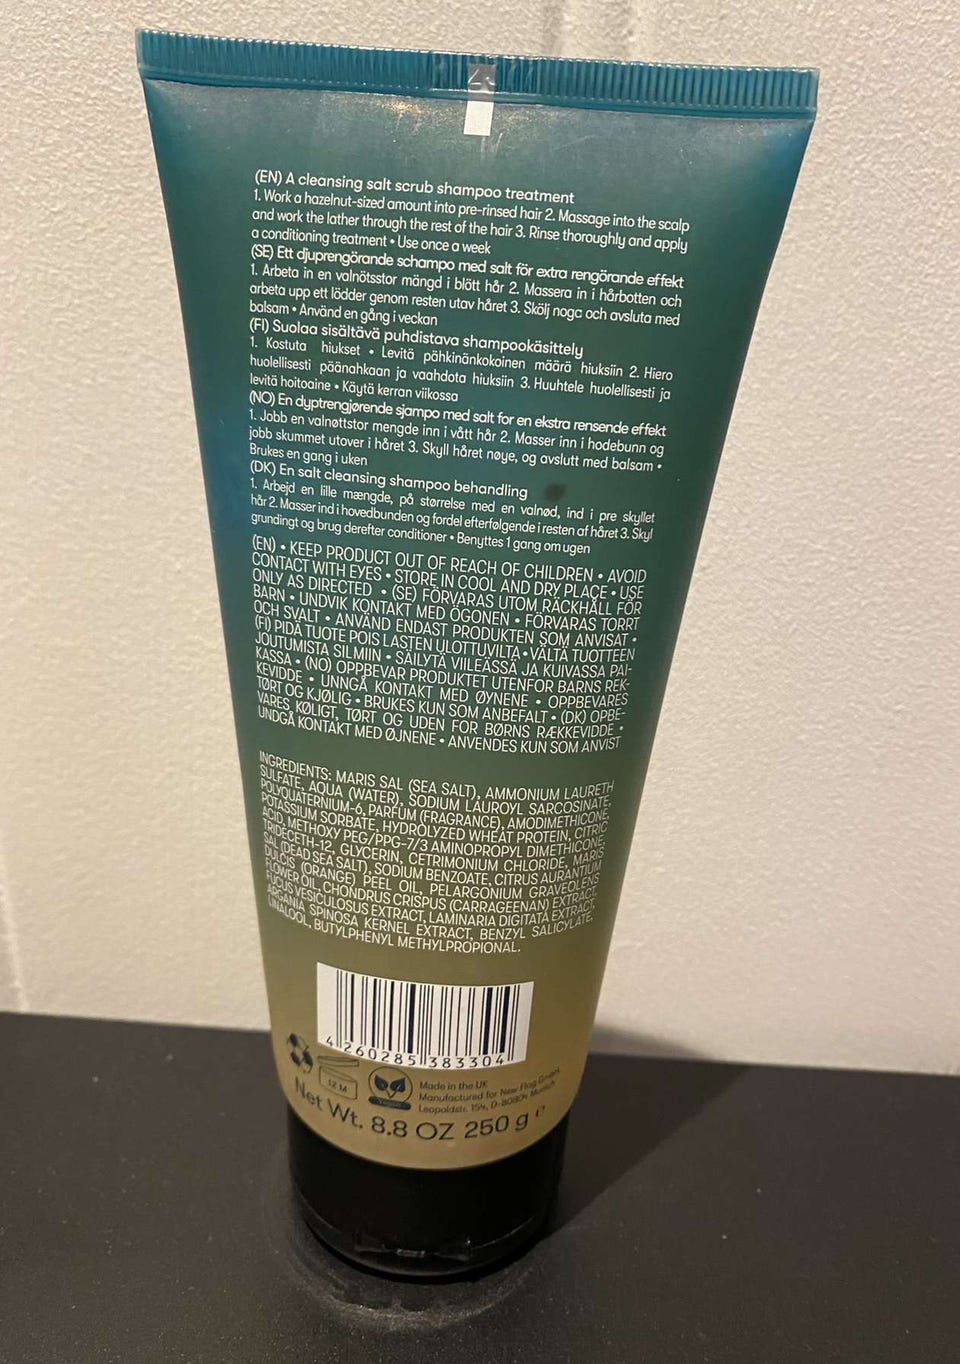 (EN) A cleansing salt scrub shampoo treatment
1. Work a hazelnut-sized amount into pre-rinsed hair 2. Massage into the scalp
and work the lather through the rest of the hair 3. Rinse thoroughly and apply
a conditioning treatment • Use once a week
(SE) Ett djuprengörande schampo med salt för extra rengörande effekt
1. Arbeta in en valnötsstor mängd i blött hår 2. Massera in i hårbotten och
arbeta upp ett lödder genom resten utav håret 3. Skölj noga och avsluta med
balsam • Använd en gång i veckan
(FI) Suolaa sisältävä puhdistava shampookäsittely
1. Kostuta hiukset • Levitä pähkinänkokoinen määrä hiuksiin 2. Hiero
huolellisesti päänahkaan ja vaahdota hiuksiin 3. Huuhtele huolellisesti ja
levitä hoitoaine • Käytä kerran viikossa
(NO) En dyptrengjørende sjampo med salt for en ekstra rensende effekt
1. Jobb en valnøttstor mengde inn i vått hår 2. Masser inn i hodebunn og
jobb skummet utover i håret 3. Skyll håret nøye, og avslutt med balsam •
Brukes en gang i uken
(DK) En salt cleansing shampoo behandling
1. Arbejd en lille mængde, på størrelse med en valnød, ind i pre skyllet
hår 2. Masser ind i hovedbunden og fordel efterfølgende i resten af håret 3. Skyl
grundingt og brug derefter conditioner • Benyttes 1 gang om ugen
(EN) • KEEP PRODUCT OUT OF REACH OF CHILDREN • AVOID
CONTACT WITH EYES • STORE IN COOL AND DRY PLACE • USE
ONLY AS DIRECTED • (SE) FÖRVARAS UTOM RÄCKHÅLL FÖR
BARN • UNDVIK KONTAKT MED ÖGONEN • FÖRVARAS TORRT
OCH SVALT • ANVÄND ENDAST PRODUKTEN SOM ANVISAT •
(FI) PIDÄ TUOTE POIS LASTEN ULOTTUVILTA • VÄLTÄ TUOTTEEN
JOUTUMISTA SILMIIN • SÄILYTÄ VIILEÄSSÄ JA KUIVASSA PAI-
KASSA • (NO) OPPBEVAR PRODUKTET UTENFOR BARNS REK-
KEVIDDE • UNNGÅ KONTAKT MED ØYNENE • OPPBEVARES
TØRT OG KJØLIG • BRUKES KUN SOM ANBEFALT • (DK) OPBE-
VARES KØLIGT, TØRT OG UDEN FOR BØRNS RÆKKEVIDDE •
UNDGÅ KONTAKT MED ØJNENE • ANVENDES KUN SOM ANVIST
INGREDIENTS: MARIS SAL (SEA SALT), AMMONIUM LAURETH
SULFATE, AQUA (WATER), SODIUM LAUROYL SARCOSINATE,
POLYQUATERNIUM-6, PARFUM (FRAGRANCE), AMODIMETHICONE,
POTASSIUM SORBATE, HYDROLYZED WHEAT PROTEIN, CITRIC
ACID, METHOXY PEG/PPG-7/3 AMINOPROPYL DIMETHICONE,
TRIDECETH-12, GLYCERIN, CETRIMONIUM CHLORIDE, MARIS
SAL (DEAD SEA SALT), SODIUM BENZOATE, CITRUS AURANTIUM
DULCIS (ORANGE) PEEL OIL, PELARGONIUM GRAVEOLENS
FLOWER OIL, CHONDRUS CRISPUS (CARRAGEENAN) EXTRACT,
FUCUS VESICULOSUS EXTRACT, LAMINARIA DIGITATA EXTRACT,
ARGANIA SPINOSA KERNEL EXTRACT, BENZYL SALICYLATE,
LINALOOL, BUTYLPHENYL METHYLPROPIONAL.
4 260285 383304
12 M
Made in the UK
Manufactured for New Flag GmbH,
Leopoldstr. 154, D-80804 Munich
Net Wt. 8.8 OZ 250 g e